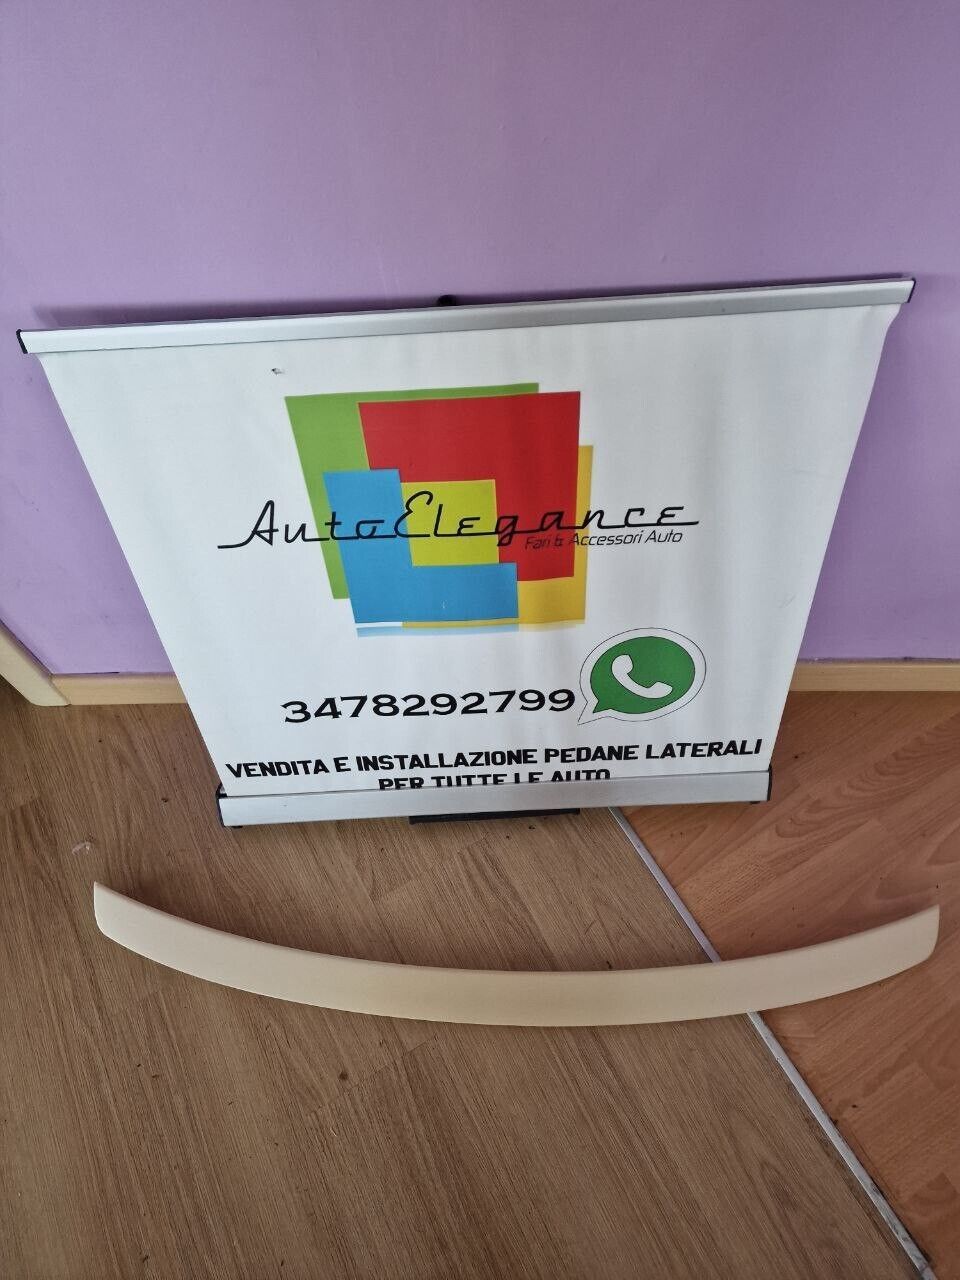 AutoElegance
Fari & Accessori Auto
3478292799
VENDITA E INSTALLAZIONE PEDANE LATERALI
PER TUTTE LE AUTO